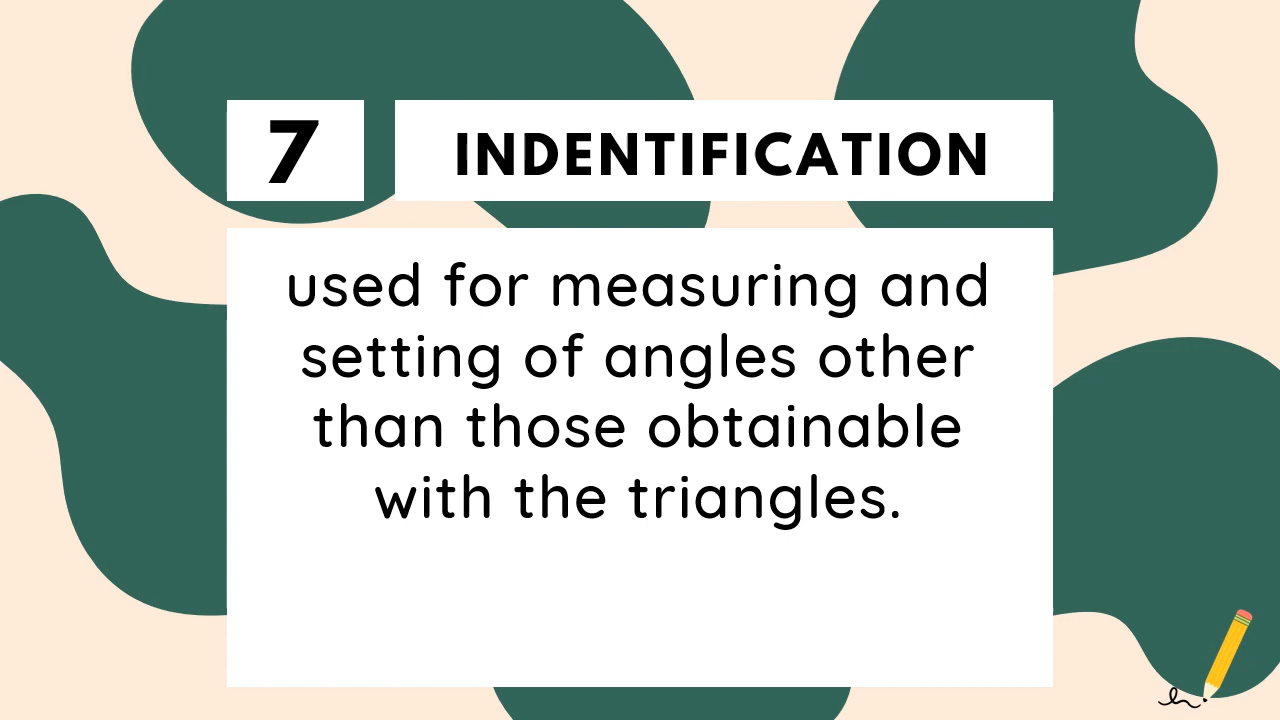 7
INDENTIFICATION
used for measuring and
setting of angles other
than those obtainable
with the triangles.